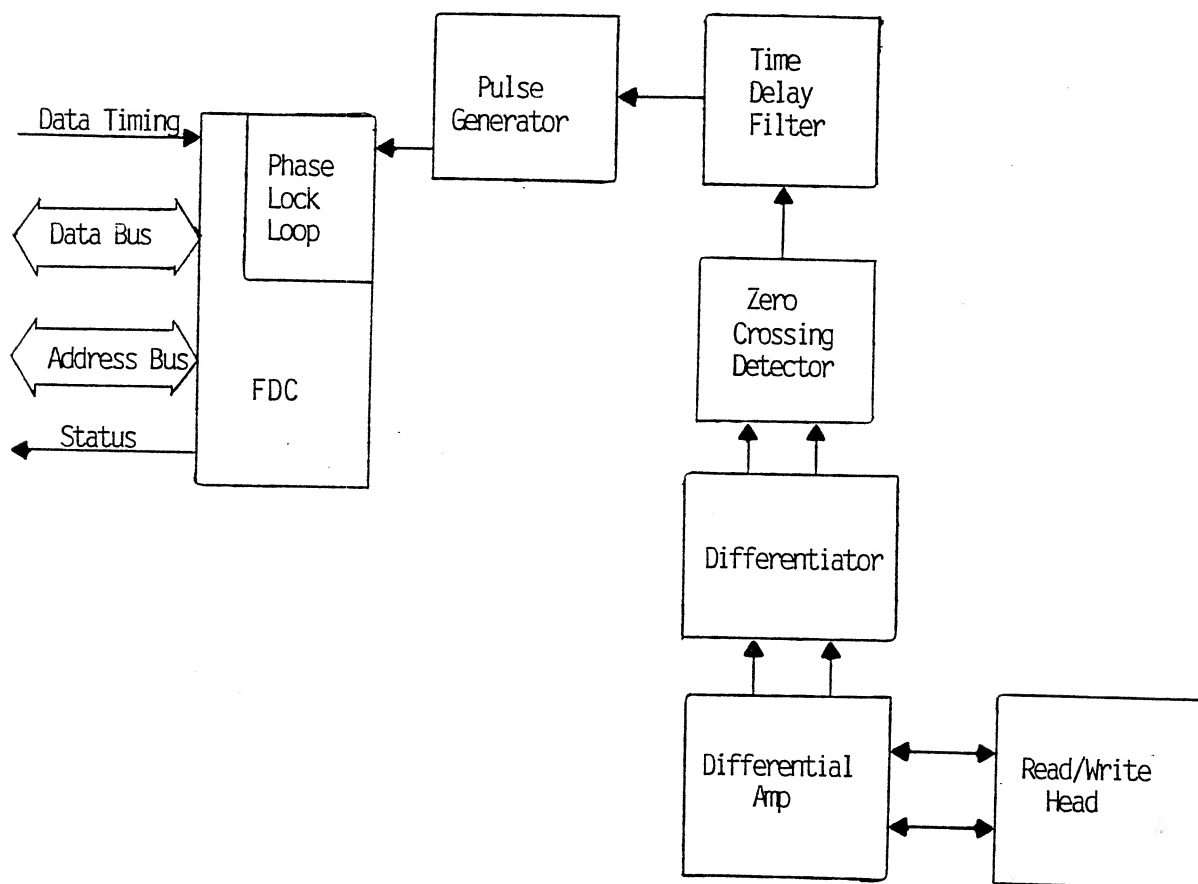 Pulse
Generator
Time
Delay
Filter
Data Timing
Phase
Lock
Loop
Data Bus
Address Bus
FDC
Status
Zero
Crossing
Detector
Differentiator
Differential
Amp
Read/Write
Head